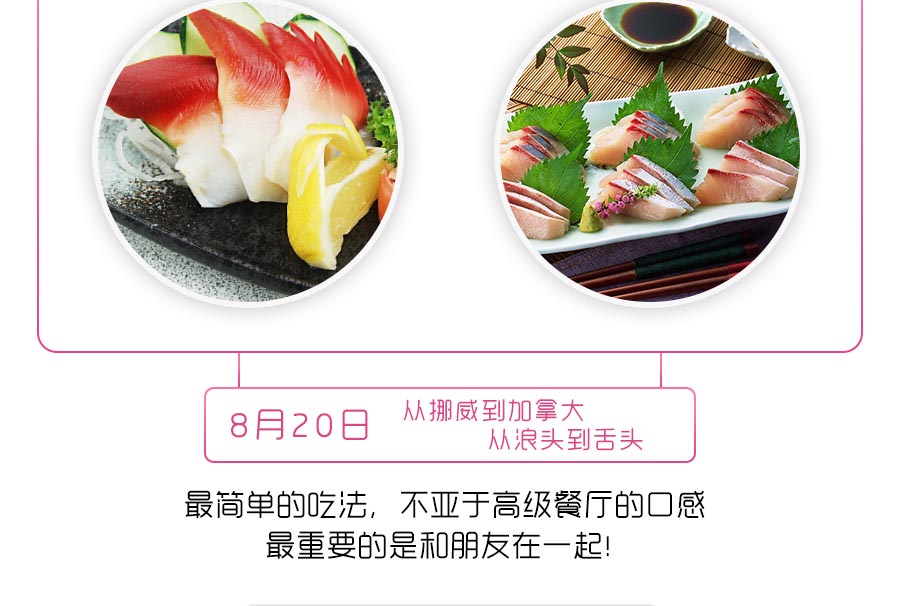 8月20日
从挪威到加拿大
从浪头到舌头
最简单的吃法，不亚于高级餐厅的口感
最重要的是和朋友在一起!